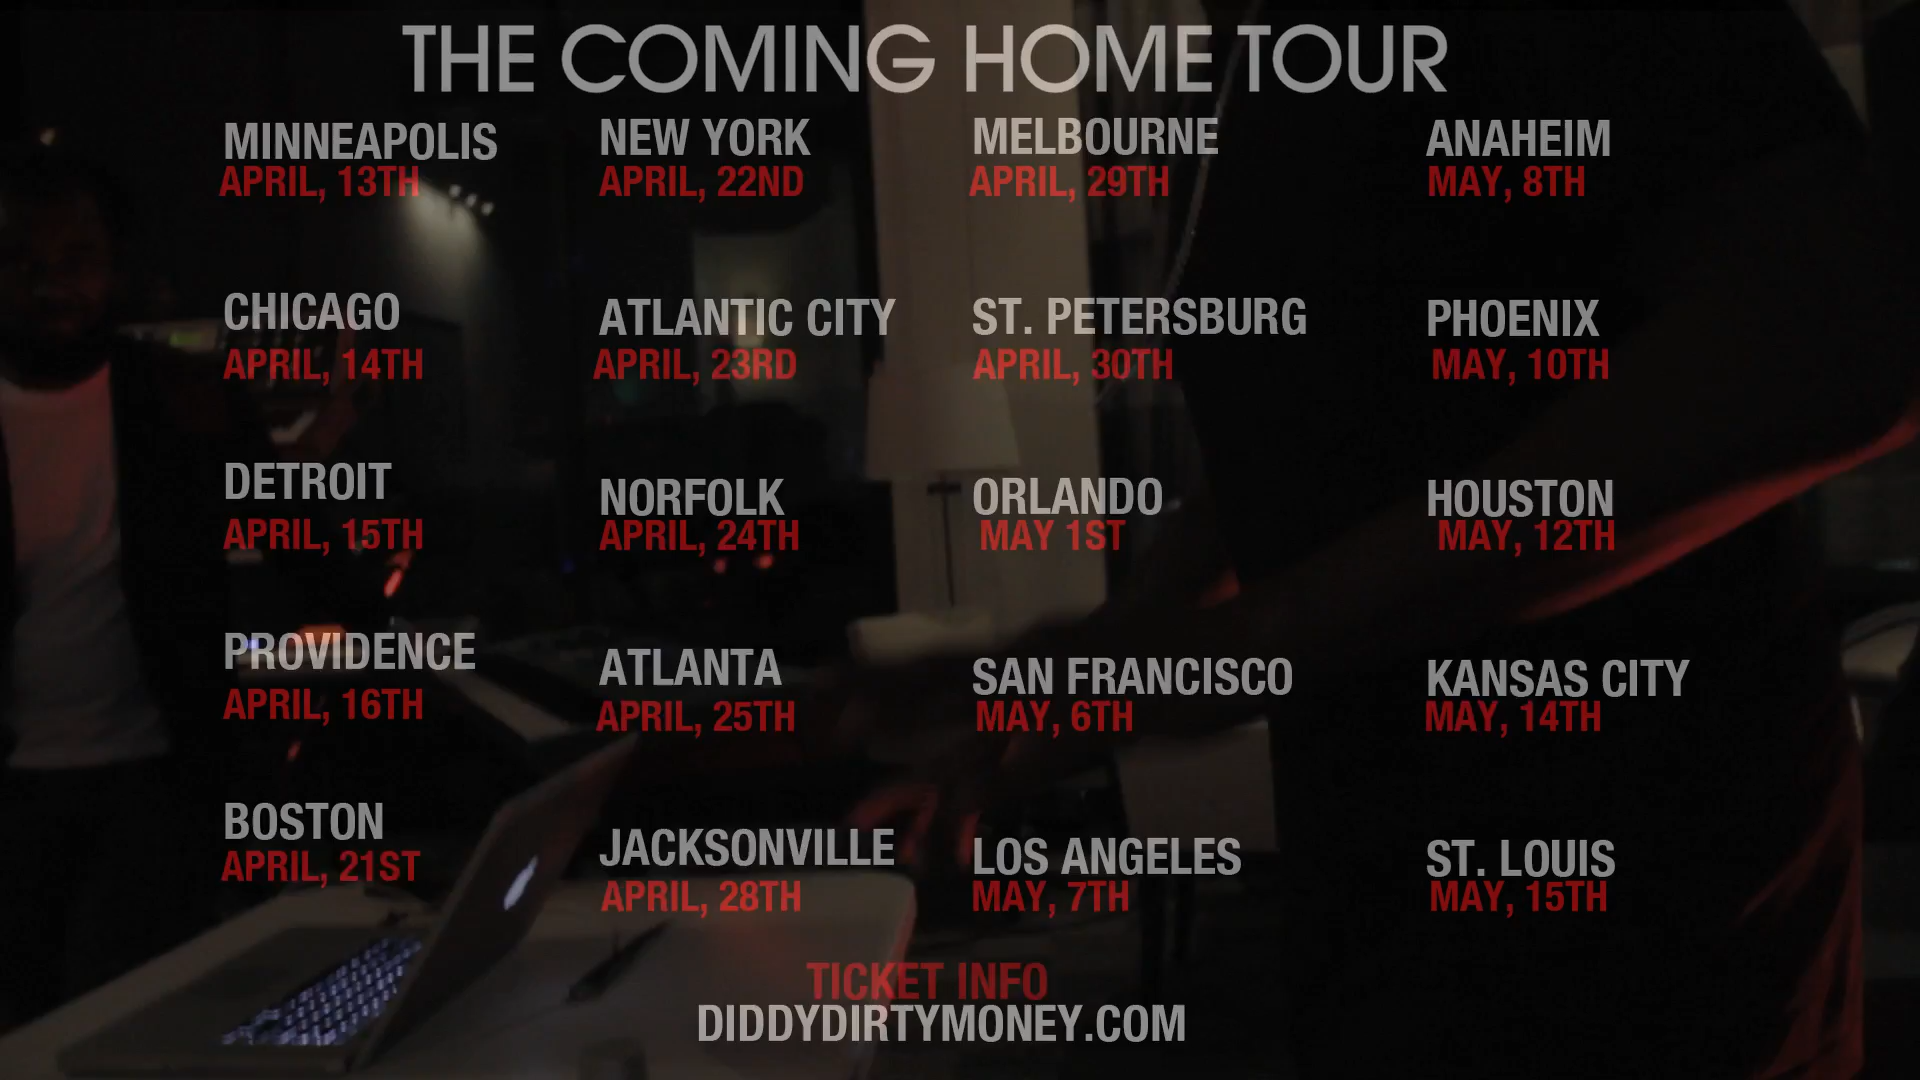 THE COMING HOME TOUR
MINNEAPOLIS
APRIL, 13TH
CHICAGO
APRIL, 14TH
DETROIT
APRIL, 15TH
PROVIDENCE
APRIL, 16TH
BOSTON
APRIL, 21ST
NEW YORK
APRIL, 22ND
ATLANTIC CITY
APRIL, 23RD
NORFOLK
APRIL, 24TH
ATLANTA
APRIL, 25TH
JACKSONVILLE
APRIL, 28TH
MELBOURNE
APRIL, 29TH
ST. PETERSBURG
APRIL, 30TH
ORLANDO
MAY 1ST
SAN FRANCISCO
MAY, 6TH
LOS ANGELES
MAY, 7TH
ANAHEIM
MAY, 8TH
PHOENIX
MAY, 10TH
HOUSTON
MAY, 12TH
KANSAS CITY
MAY, 14TH
ST. LOUIS
MAY, 15TH
TICKET INFO
DIDDYDIRTYMONEY.COM